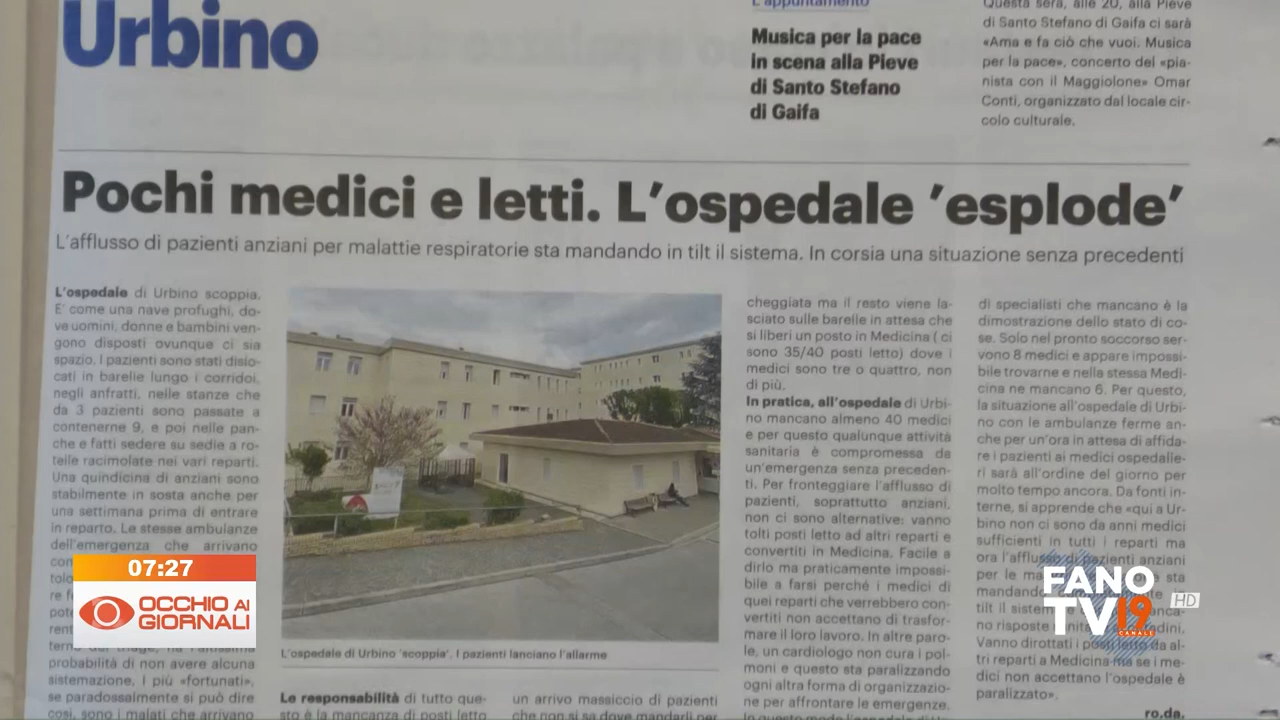 Urbino
L'appuntamento
Musica per la pace
in scena alla Pieve
di Santo Stefano
di Gaifa
Questa sera, alle 20, alla Pieve
di Santo Stefano di Gaifa ci sarà
«Ama e fa ciò che vuoi. Musica
per la pace», concerto del «pia-
nista con il Maggiolone» Omar
Conti, organizzato dal locale cir-
colo culturale.
Pochi medici e letti. L'ospedale 'esplode'
L'afflusso di pazienti anziani per malattie respiratorie sta mandando in tilt il sistema. In corsia una situazione senza precedenti
L'ospedale di Urbino scoppia.
E' come una nave profughi, do-
ve uomini, donne e bambini ven-
gono disposti ovunque ci sia
spazio. I pazienti sono stati dislo-
cati in barelle lungo i corridoi,
negli anfratti, nelle stanze che
da 3 pazienti sono passate a
contenerne 9, e poi nelle pan-
che e fatti sedere su sedie a ro-
telle racimolate nei vari reparti.
Una quindicina di anziani sono
stabilmente in sosta anche per
una settimana prima di entrare
in reparto. Le stesse ambulanze
dell'emergenza che arrivano
probabilità di non avere alcuna
sistemazione. I più «fortunati»,
se paradossalmente si può dire
così, sono i malati che arrivano
L'ospedale di Urbino 'scoppia'. I pazienti lanciano l'allarme
Le responsabilità di tutto que-
sto è la mancanza di posti letto
un arrivo massiccio di pazienti
che non si sa dove mandarli per
cheggiata ma il resto viene la-
sciato sulle barelle in attesa che
si liberi un posto in Medicina ( ci
sono 35/40 posti letto) dove i
medici sono tre o quattro, non
di più.
In pratica, all'ospedale di Urbi-
no mancano almeno 40 medici
e per questo qualunque attività
sanitaria è compromessa da
un'emergenza senza preceden-
ti. Per fronteggiare l'afflusso di
pazienti, soprattutto anziani,
non ci sono alternative: vanno
tolti posti letto ad altri reparti e
convertiti in Medicina. Facile a
dirlo ma praticamente impossi-
bile a farsi perché i medici di
quei reparti che verrebbero con-
vertiti non accettano di trasfor-
mare il loro lavoro. In altre paro-
le, un cardiologo non cura i pol-
moni e questo sta paralizzando
ogni altra forma di organizzazio-
ne per affrontare le emergenze.
di specialisti che mancano è la
dimostrazione dello stato di co-
se. Solo nel pronto soccorso ser-
vono 8 medici e appare impossi-
bile trovarne e nella stessa Medi-
cina ne mancano 6. Per questo,
la situazione all'ospedale di Urbi-
no con le ambulanze ferme an-
che per un'ora in attesa di affida-
re i pazienti ai medici ospedalie-
ri sarà all'ordine del giorno per
molto tempo ancora. Da fonti in-
terne, si apprende che «qui a Ur-
bino non ci sono da anni medici
sufficienti in tutti i reparti ma
ora l'afflusso di pazienti anziani
per le sta
mandando
tilt il
no risposte
Vanno dirottati i posti letto da al-
tri reparti a Medicina ma se i me-
dici non accettano l'ospedale è
paralizzato».
ro.da.
07:27
OCCHIO AI
GIORNALI
FANO
TV 19
CANALE
HD